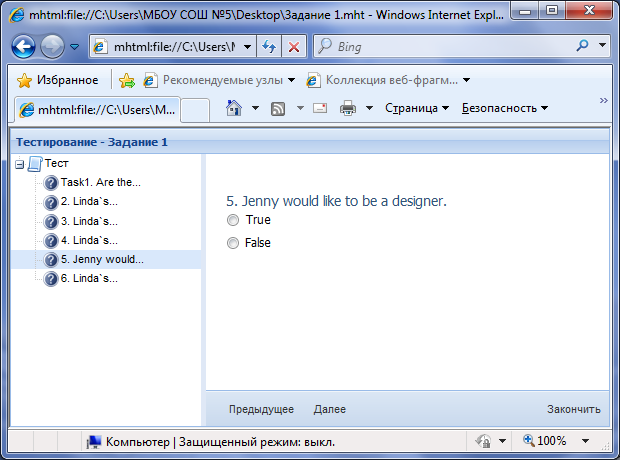 mhtml:file://C:\Users\МБОУ СОШ №5\Desktop\Задание 1.mht - Windows Internet Expl...
mhtml:file://C:\Users\M
Bing
Избранное
Рекомендуемые узлы
Коллекция веб-фрагм...
mhtml:file://C:\Users\M...
Страница
Безопасность
»
Тестирование - Задание 1
Тест
Task1. Are the...
2. Linda`s...
3. Linda`s...
4. Linda`s...
5. Jenny would...
6. Linda`s...
5. Jenny would like to be a designer.
True
False
Предыдущее
Далее
Закончить
Компьютер | Защищенный режим: выкл.
100%